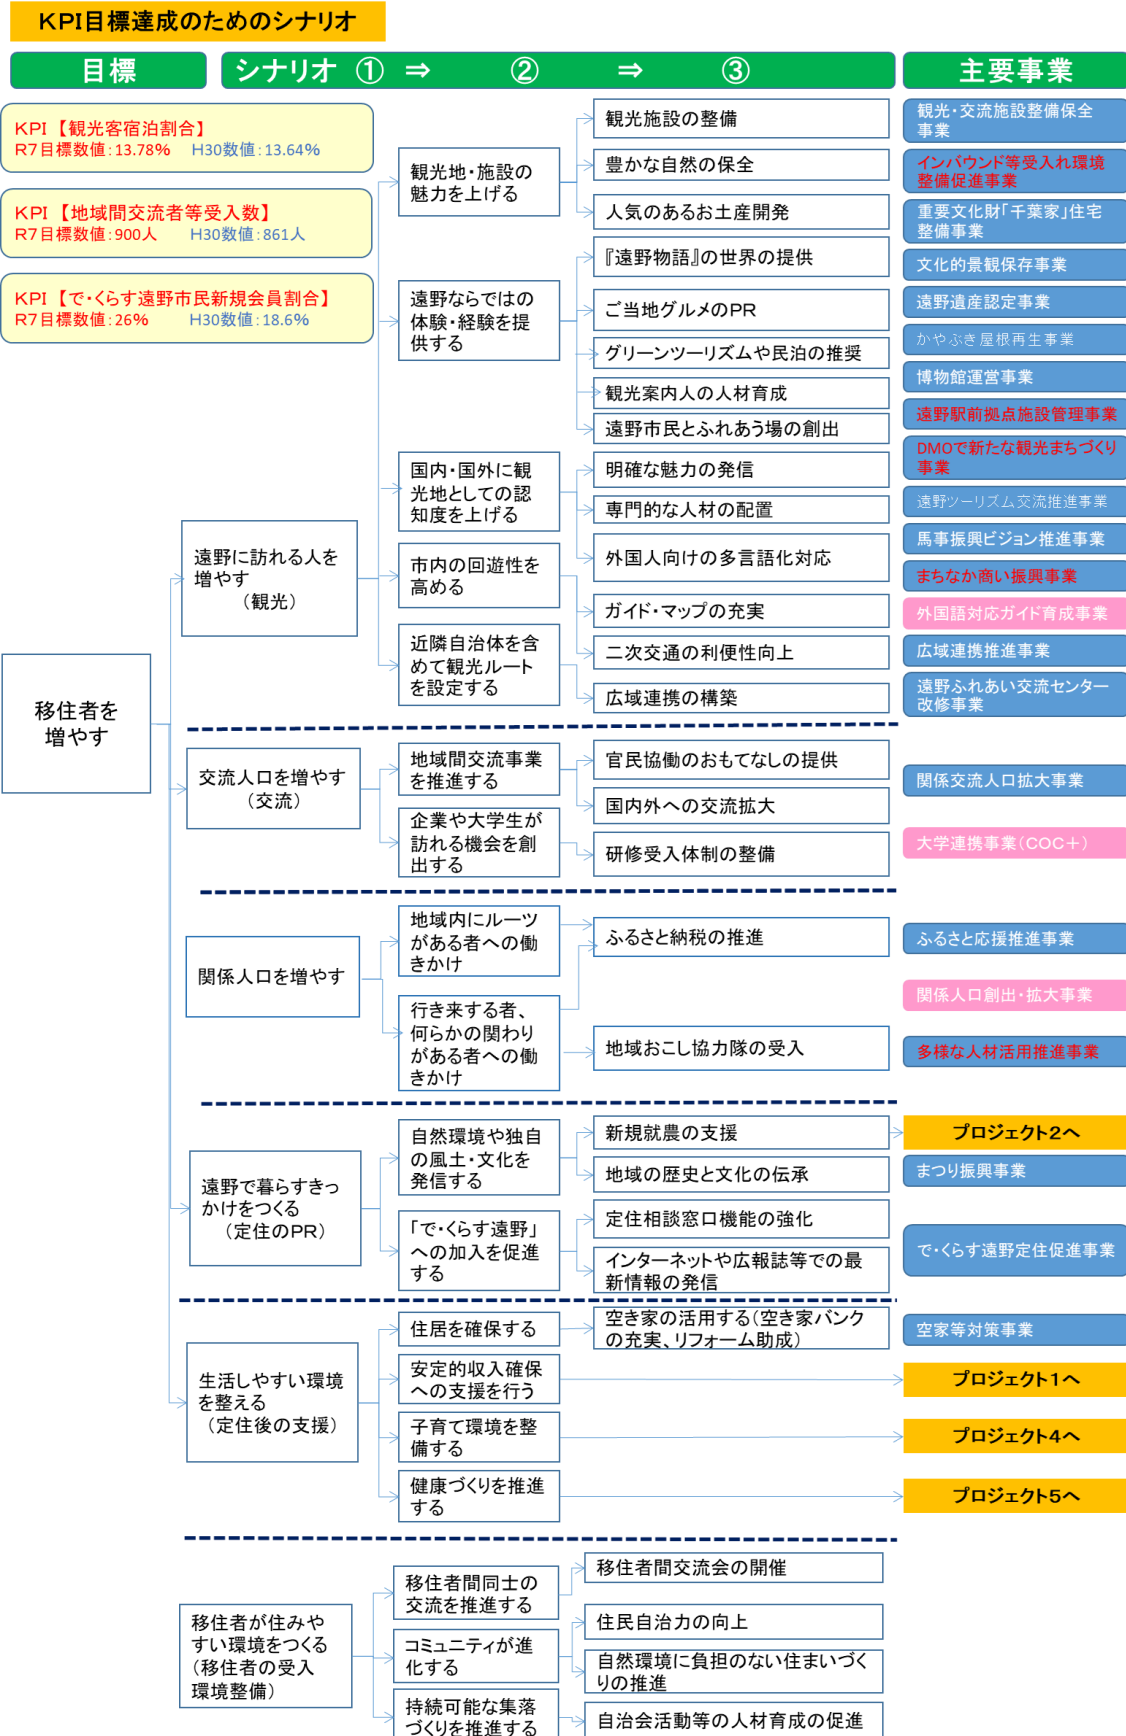 KPI目標達成のためのシナリオ
目標
シナリオ ① ⇒ ② ⇒ ③
主要事業
KPI【観光客宿泊割合】
R7目標数値:13.78% H30数値:13.64%
KPI【地域間交流者等受入数】
R7目標数値:900人 H30数値:861人
KPI【で・くらす遠野市民新規会員割合】
R7目標数値:26% H30数値:18.6%
移住者を
増やす
遠野に訪れる人を
増やす
(観光)
観光地・施設の
魅力を上げる
観光施設の整備
豊かな自然の保全
人気のあるお土産開発
遠野ならではの
体験・経験を提
供する
『遠野物語』の世界の提供
ご当地グルメのPR
グリーンツーリズムや民泊の推奨
観光案内人の人材育成
遠野市民とふれあう場の創出
国内・国外に観
光地としての認
知度を上げる
明確な魅力の発信
専門的な人材の配置
外国人向けの多言語化対応
市内の回遊性を
高める
ガイド・マップの充実
二次交通の利便性向上
近隣自治体を含
めて観光ルート
を設定する
広域連携の構築
観光・交流施設整備保全
事業
インバウンド等受入れ環境
整備促進事業
重要文化財「千葉家」住宅
整備事業
文化的景観保存事業
遠野遺産認定事業
かやぶき屋根再生事業
博物館運営事業
遠野駅前拠点施設管理事業
DMOで新たな観光まちづくり
事業
遠野ツーリズム交流推進事業
馬事振興ビジョン推進事業
まちなか商い振興事業
外国語対応ガイド育成事業
広域連携推進事業
遠野ふれあい交流センター
改修事業
交流人口を増やす
(交流)
地域間交流事業
を推進する
官民協働のおもてなしの提供
国内外への交流拡大
企業や大学生が
訪れる機会を創
出する
研修受入体制の整備
関係交流人口拡大事業
大学連携事業(COC+)
関係人口を増やす
地域内にルーツ
がある者への働
きかけ
ふるさと納税の推進
行き来する者、
何らかの関わり
がある者への働
きかけ
地域おこし協力隊の受入
ふるさと応援推進事業
関係人口創出・拡大事業
多様な人材活用推進事業
遠野で暮らすきっ
かけをつくる
(定住のPR)
自然環境や独自
の風土・文化を
発信する
新規就農の支援
地域の歴史と文化の伝承
「で・くらす遠野」
への加入を促進
する
定住相談窓口機能の強化
インターネットや広報誌等での最
新情報の発信
プロジェクト2へ
まつり振興事業
で・くらす遠野定住促進事業
生活しやすい環境
を整える
(定住後の支援)
住居を確保する
空き家の活用する(空き家バンク
の充実、リフォーム助成)
空家等対策事業
安定的収入確保
への支援を行う
プロジェクト1へ
子育て環境を整
備する
プロジェクト4へ
健康づくりを推進
する
プロジェクト5へ
移住者が住みや
すい環境をつくる
(移住者の受入
環境整備)
移住者間同士の
交流を推進する
移住者間交流会の開催
コミュニティが進
化する
住民自治力の向上
自然環境に負担のない住まいづく
りの推進
持続可能な集落
づくりを推進する
自治会活動等の人材育成の促進